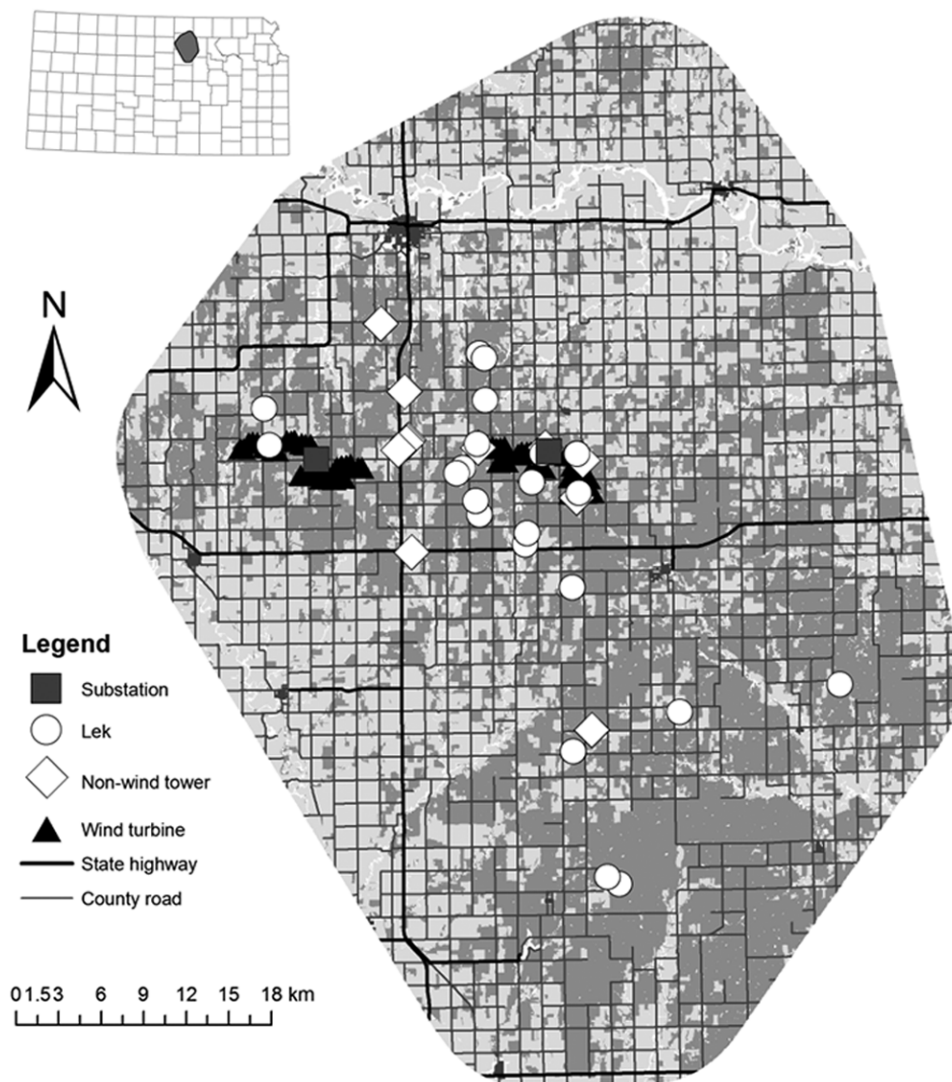 N
Legend
Substation
Lek
Non-wind tower
Wind turbine
State highway
County road
0 1.5 3 6 9 12 15 18 km